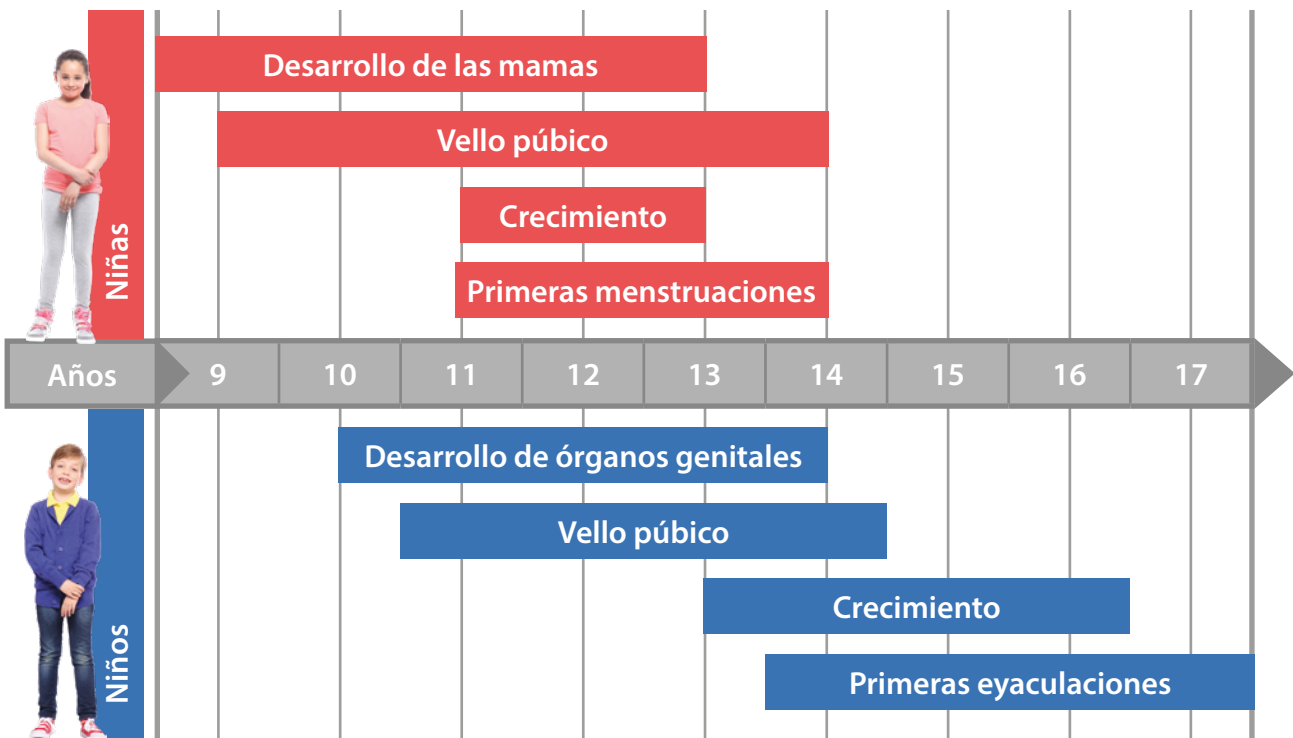 Niñas
Desarrollo de las mamas
Vello púbico
Crecimiento
Primeras menstruaciones
Años 9 10 11 12 13 14 15 16 17
Niños
Desarrollo de órganos genitales
Vello púbico
Crecimiento
Primeras eyaculaciones